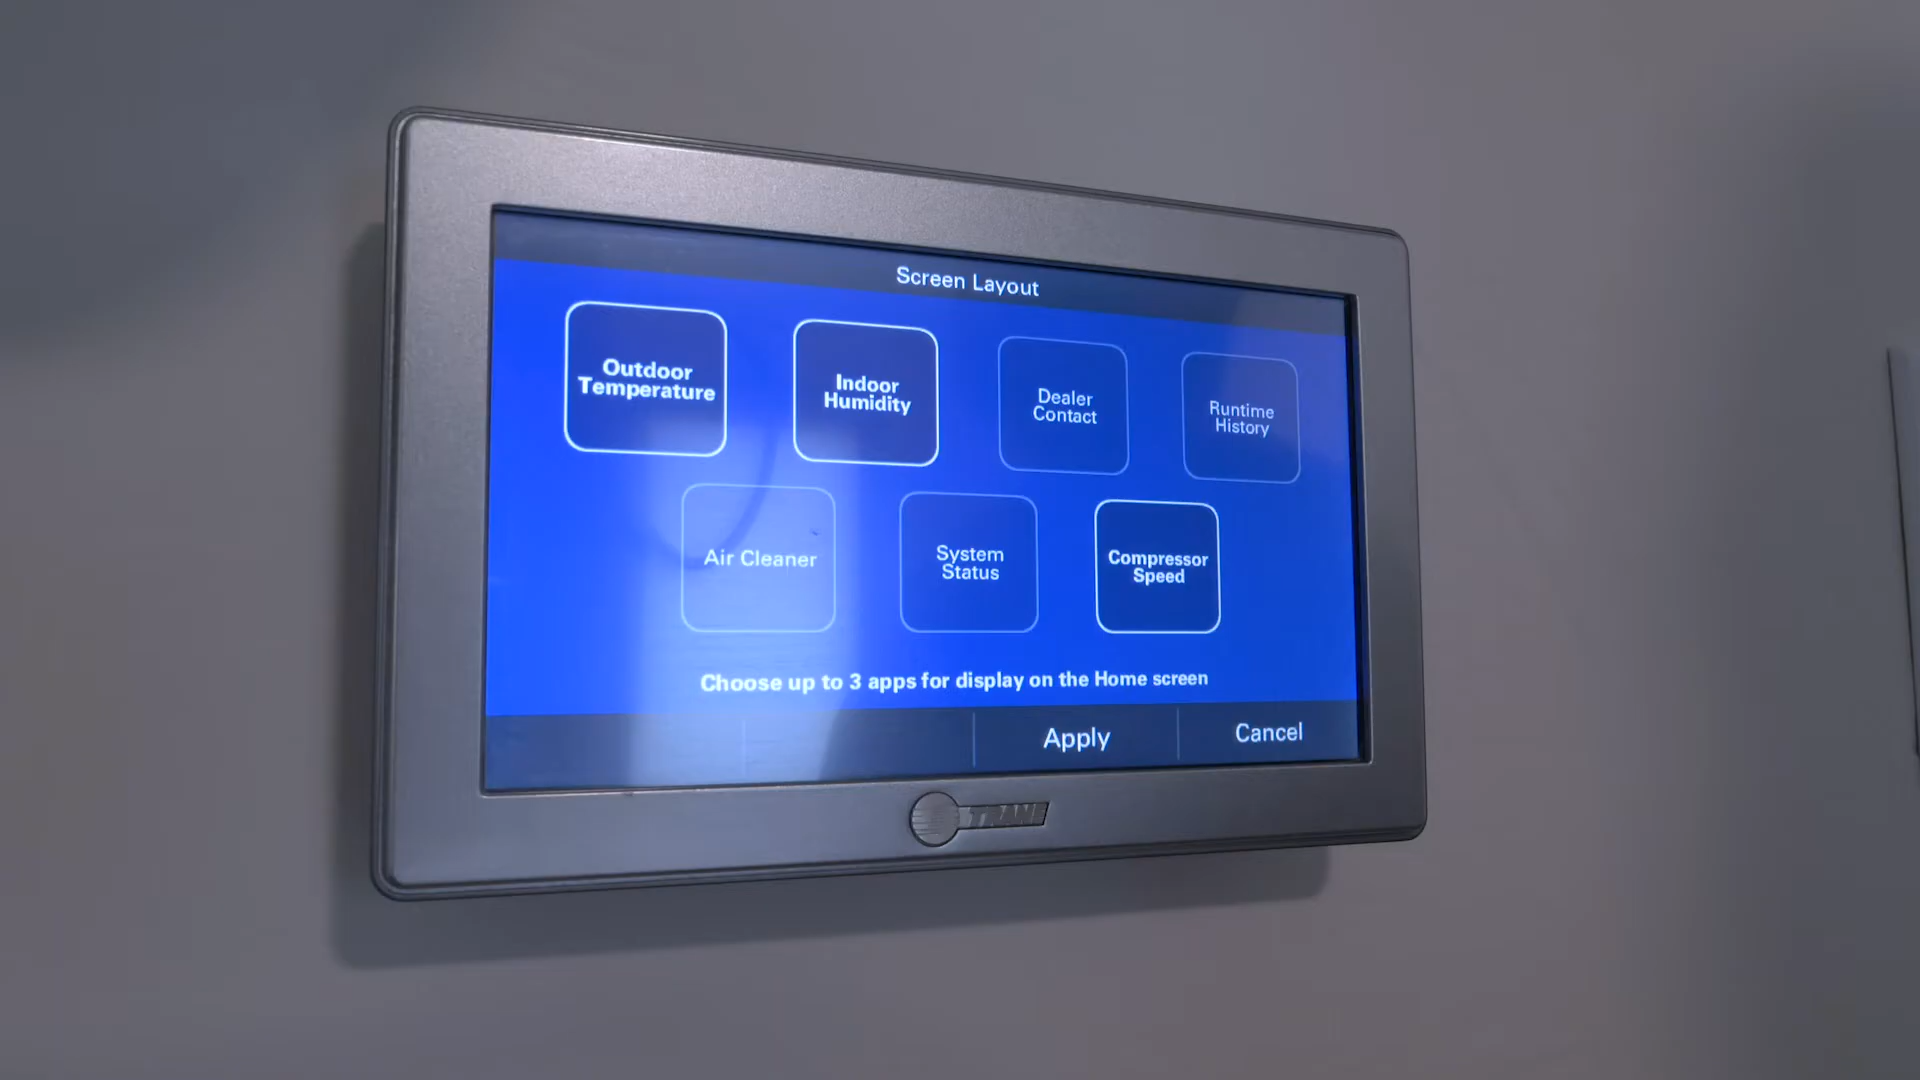 Screen Layout
Outdoor
Temperature
Indoor
Humidity
Dealer
Contact
Runtime
History
Air Cleaner
System
Status
Compressor
Speed
Choose up to 3 apps for display on the Home screen
Apply
Cancel
TRANE